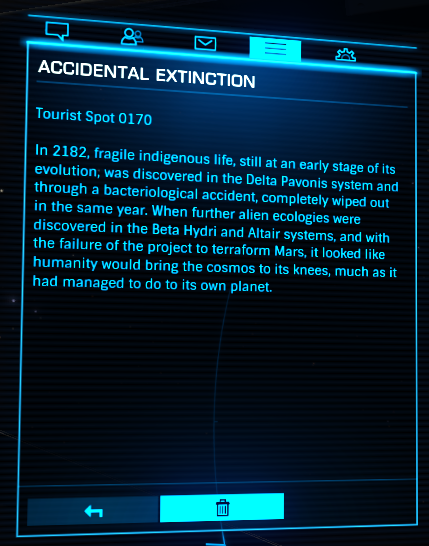 ACCIDENTAL EXTINCTION
Tourist Spot 0170
In 2182, fragile indigenous life, still at an early stage of its
evolution, was discovered in the Delta Pavonis system and
through a bacteriological accident, completely wiped out
in the same year. When further alien ecologies were
discovered in the Beta Hydri and Altair systems, and with
the failure of the project to terraform Mars, it looked like
humanity would bring the cosmos to its knees, much as it
had managed to do to its own planet.